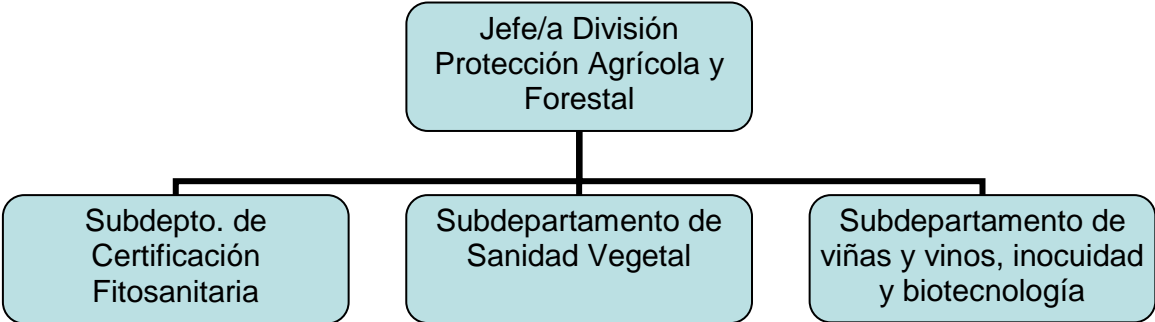 Jefe/a División
Protección Agrícola y
Forestal
Subdepto. de
Certificación
Fitosanitaria
Subdepartamento de
Sanidad Vegetal
Subdepartamento de
viñas y vinos, inocuidad
y biotecnología